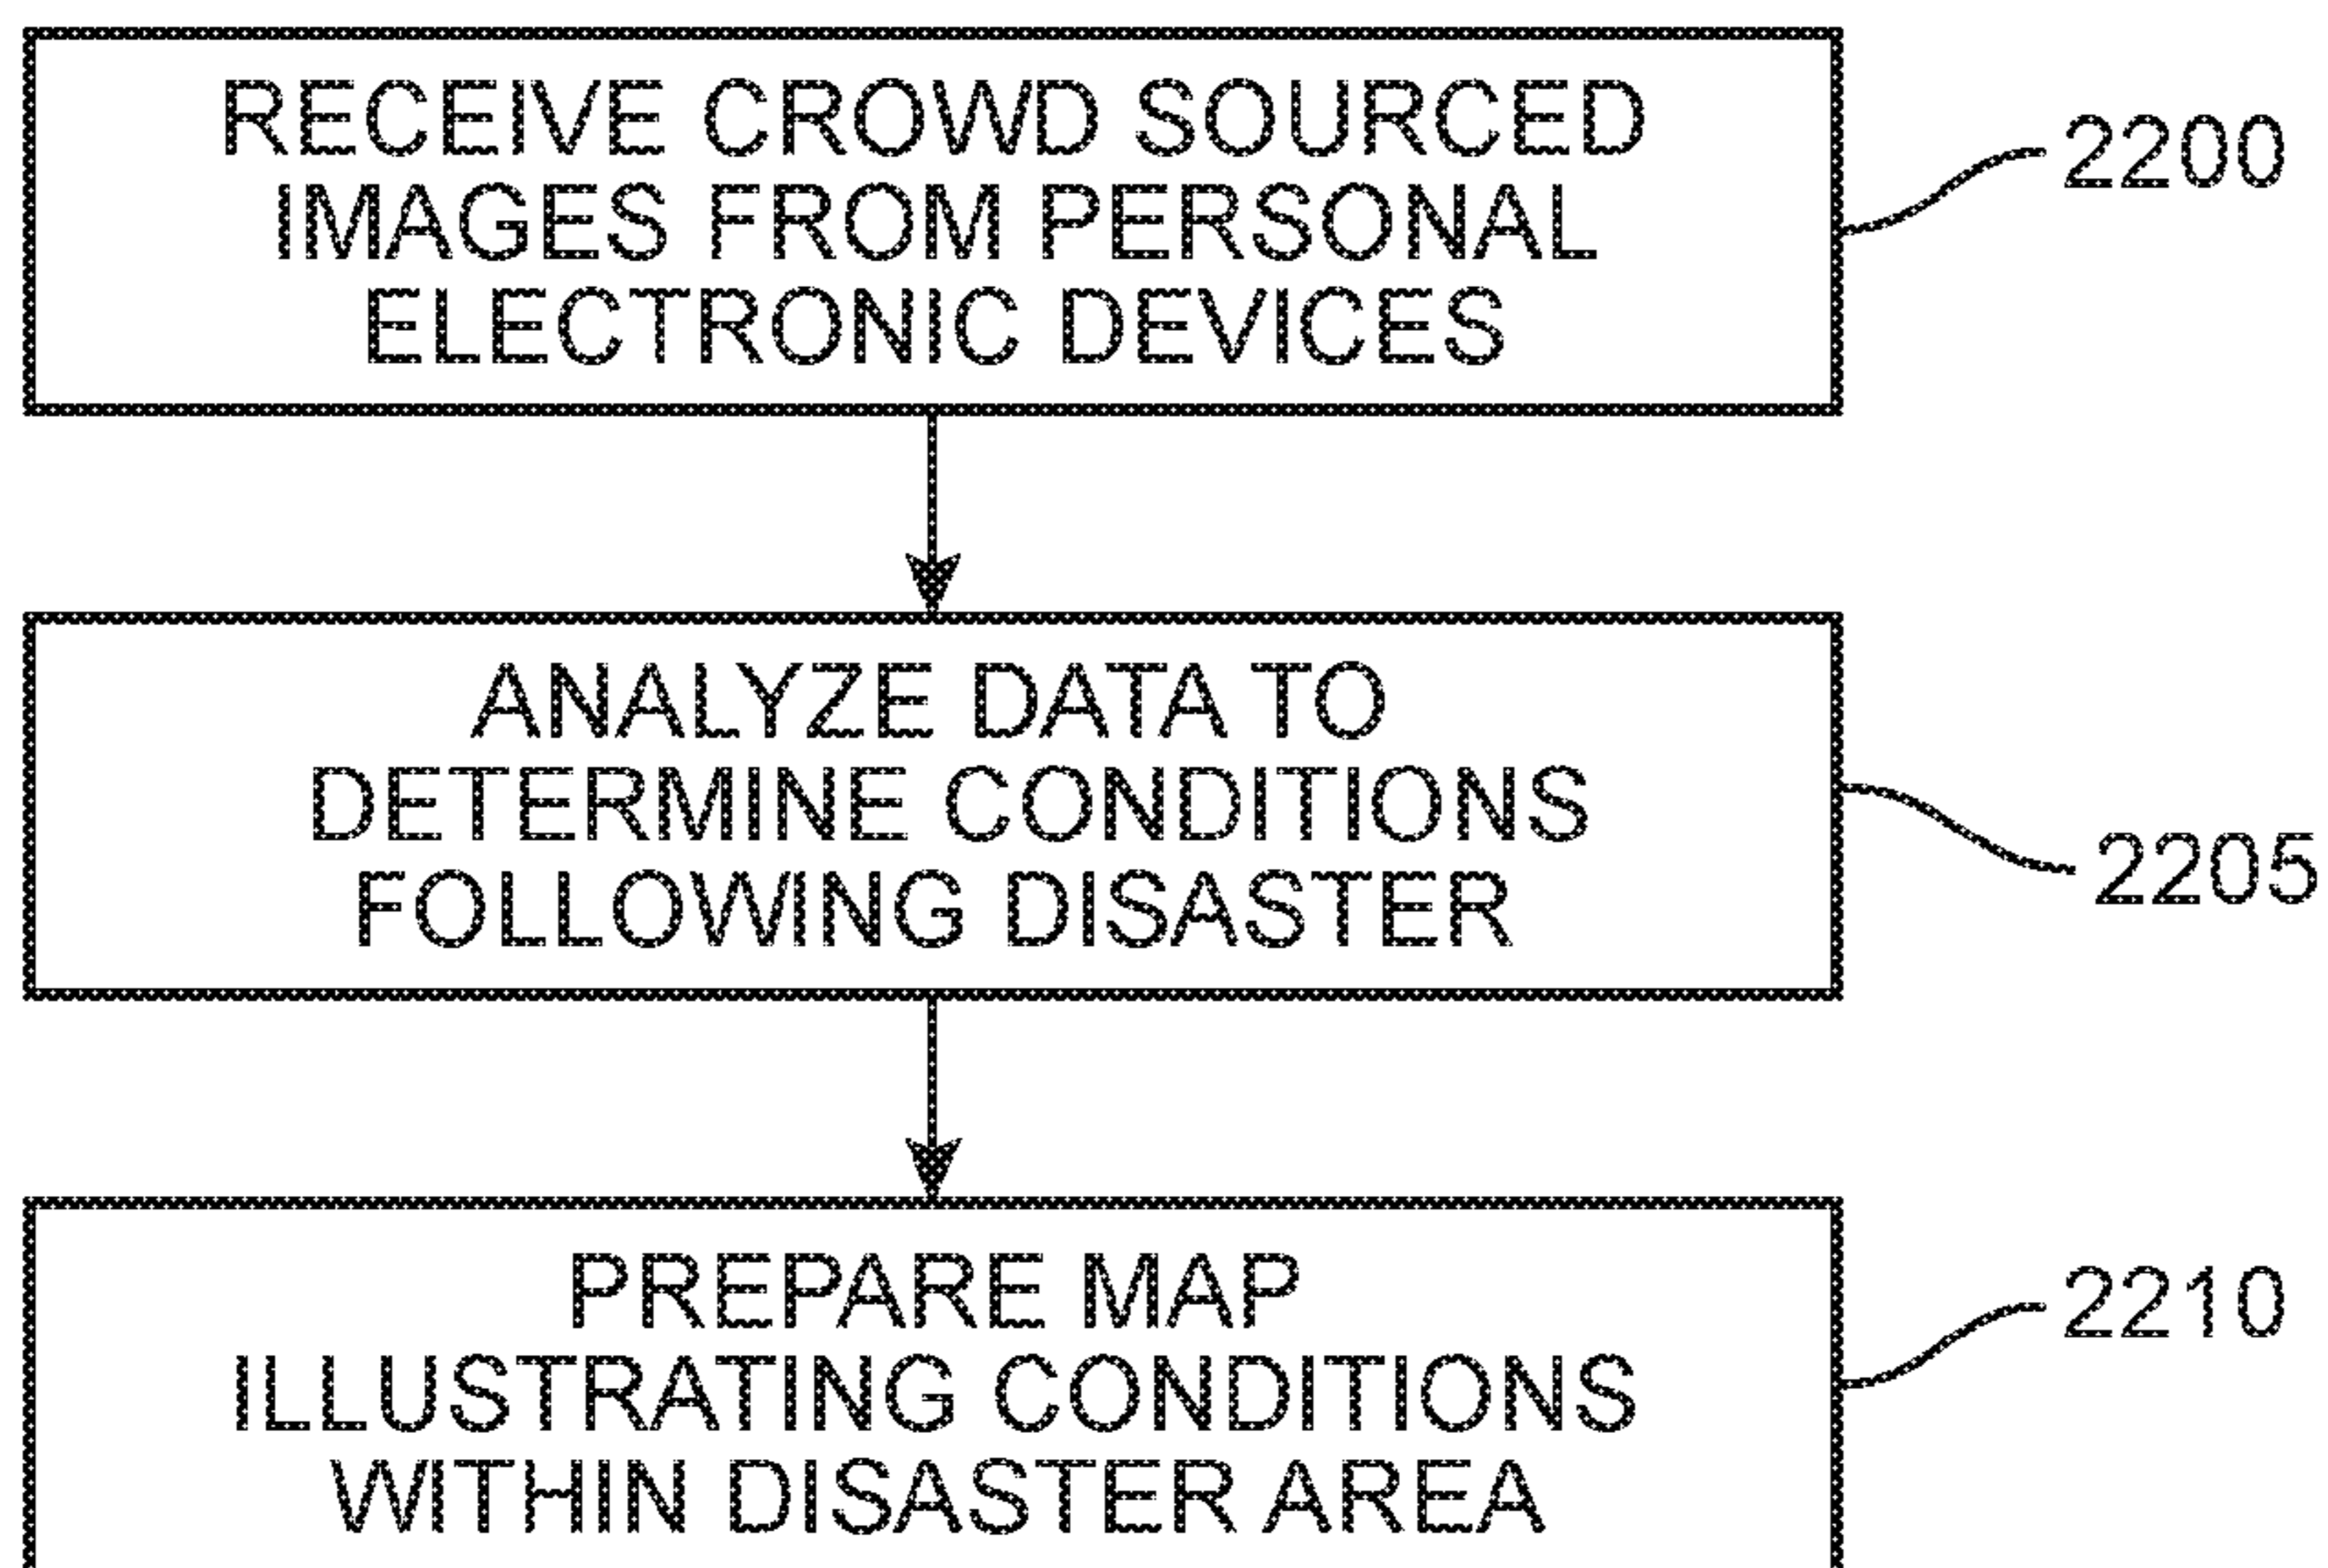 RECEIVE CROWD SOURCED
IMAGES FROM PERSONAL
ELECTRONIC DEVICES
2200
ANALYZE DATA TO
DETERMINE CONDITIONS
FOLLOWING DISASTER
2205
PREPARE MAP
ILLUSTRATING CONDITIONS
WITHIN DISASTER AREA
2210